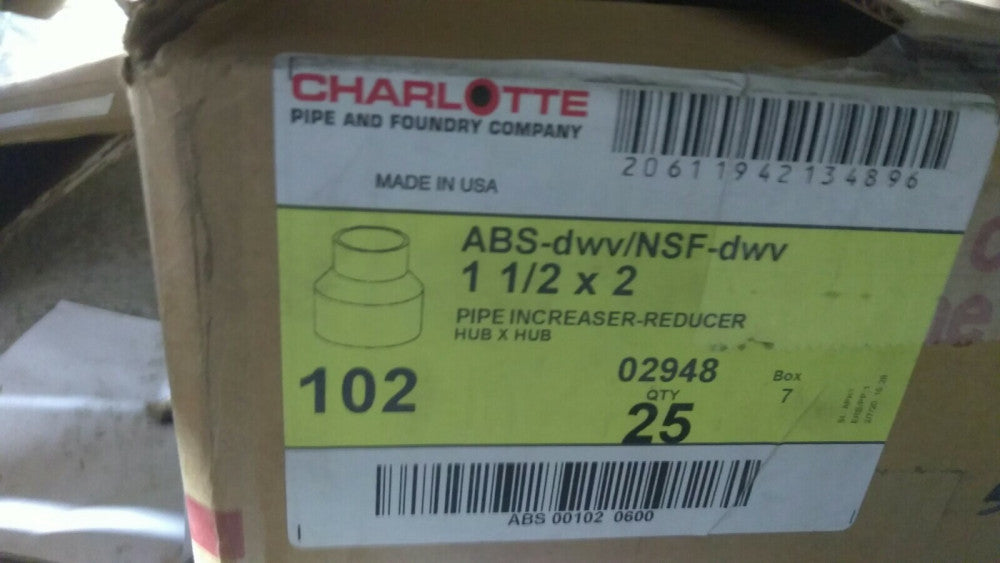 CHARLOTTE
PIPE AND FOUNDRY COMPANY
20611942134896
MADE IN USA
ABS-dwv/NSF-dwv
1 1/2 x 2
PIPE INCREASER-REDUCER
HUB X HUB
102
02948
QTY
25
Box
7
ABS 00102 0600